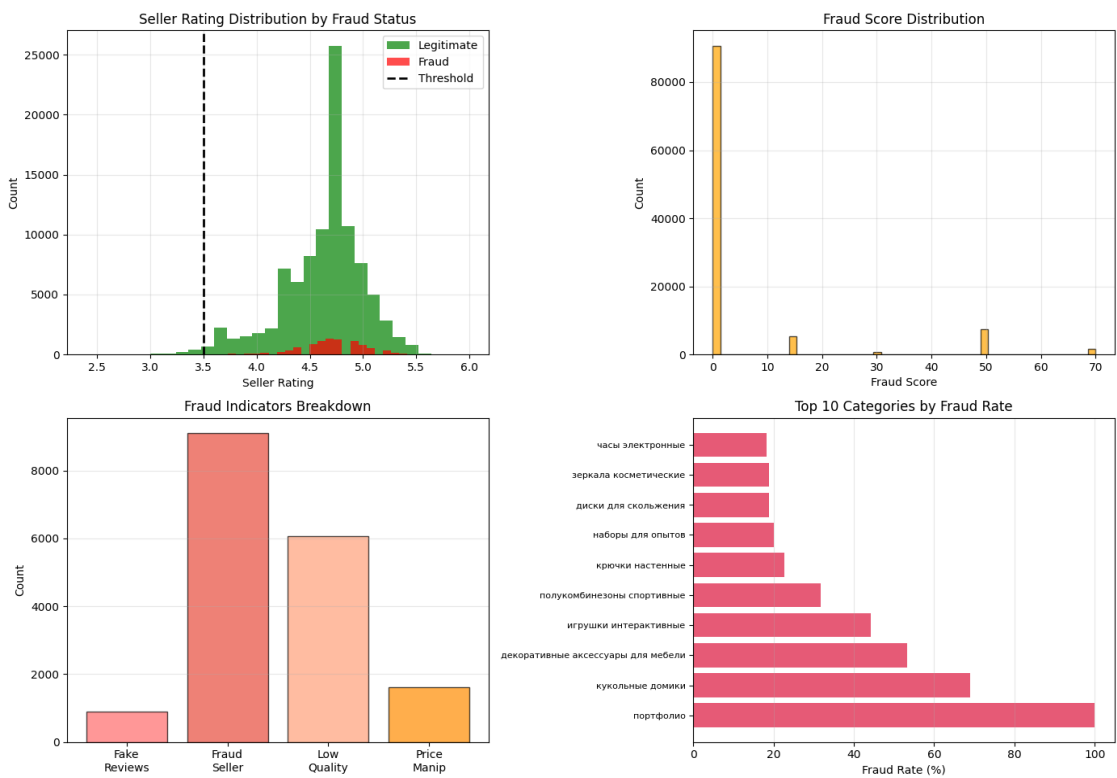 Seller Rating Distribution by Fraud Status
25000
20000
15000
10000
5000
0
Count
2.5 3.0 3.5 4.0 4.5 5.0 5.5 6.0
Seller Rating
Legitimate
Fraud
Threshold
Fraud Score Distribution
80000
60000
40000
20000
0
Count
0 10 20 30 40 50 60 70
Fraud Score
Fraud Indicators Breakdown
8000
6000
4000
2000
0
Count
Fake Fraud Low Price
Reviews Seller Quality Manip
Top 10 Categories by Fraud Rate
часы электронные
зеркала косметические
диски для скольжения
наборы для опытов
крючки настенные
полукомбинезоны спортивные
игрушки интерактивные
декоративные аксессуары для мебели
кукольные домики
портфолио
0 20 40 60 80 100
Fraud Rate (%)